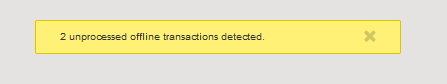 2 unprocessed offline transactions detected.